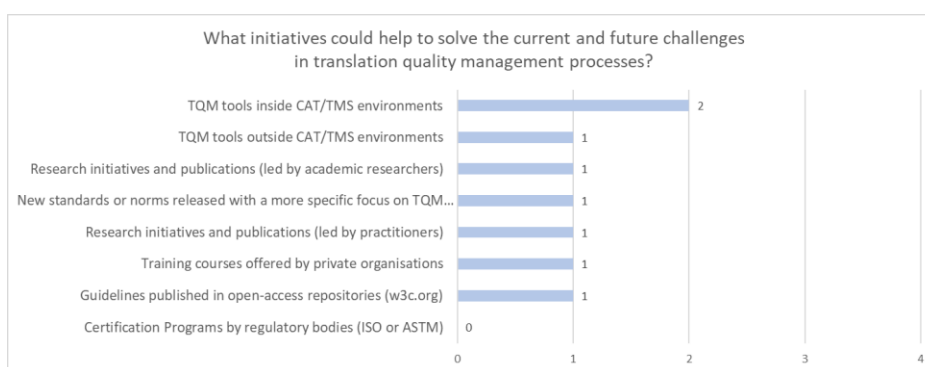 What initiatives could help to solve the current and future challenges
in translation quality management processes?
TQM tools inside CAT/TMS environments 2
TQM tools outside CAT/TMS environments 1
Research initiatives and publications (led by academic researchers) 1
New standards or norms released with a more specific focus on TQM... 1
Research initiatives and publications (led by practitioners) 1
Training courses offered by private organisations 1
Guidelines published in open-access repositories (w3c.org) 1
Certification Programs by regulatory bodies (ISO or ASTM) 0
0 1 2 3 4